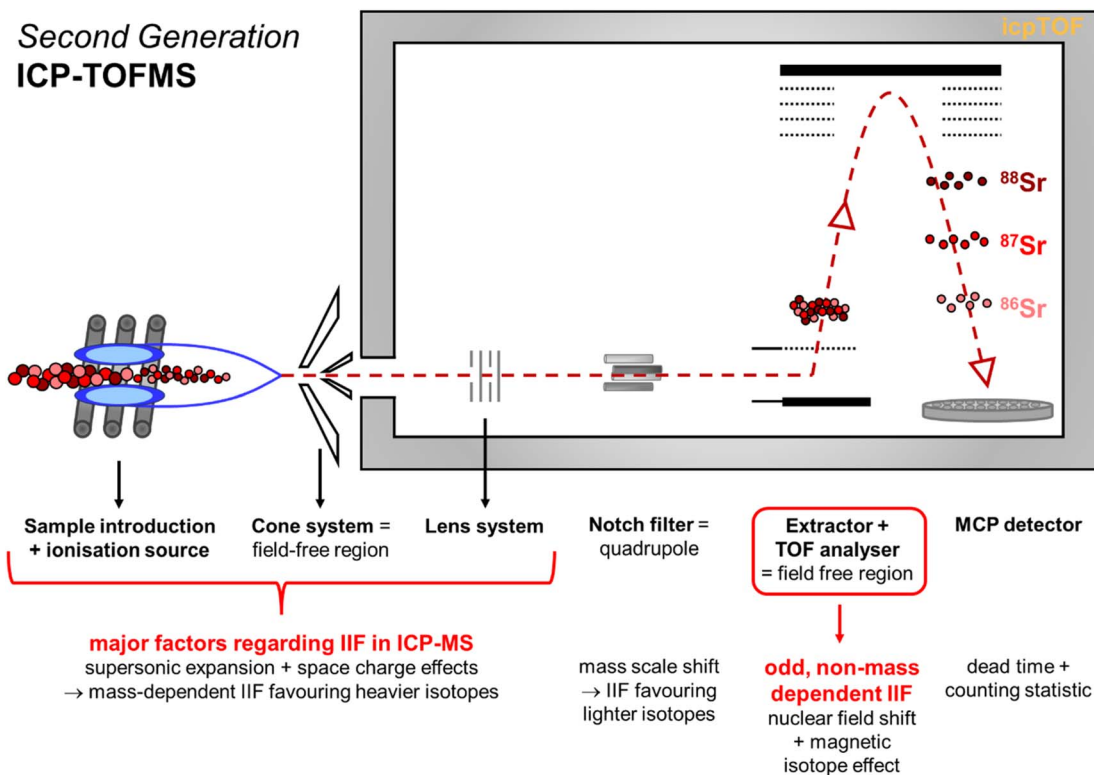 Second Generation
ICP-TOFMS
icpTOF
⁸⁸Sr
⁸⁷Sr
⁸⁶Sr
Sample introduction
+ ionisation source
Cone system =
field-free region
Lens system
Notch filter =
quadrupole
Extractor +
TOF analyser
= field free region
MCP detector
major factors regarding IIF in ICP-MS
supersonic expansion + space charge effects
→ mass-dependent IIF favouring heavier isotopes
mass scale shift
→ IIF favouring
lighter isotopes
odd, non-mass
dependent IIF
nuclear field shift
+ magnetic
isotope effect
dead time +
counting statistic